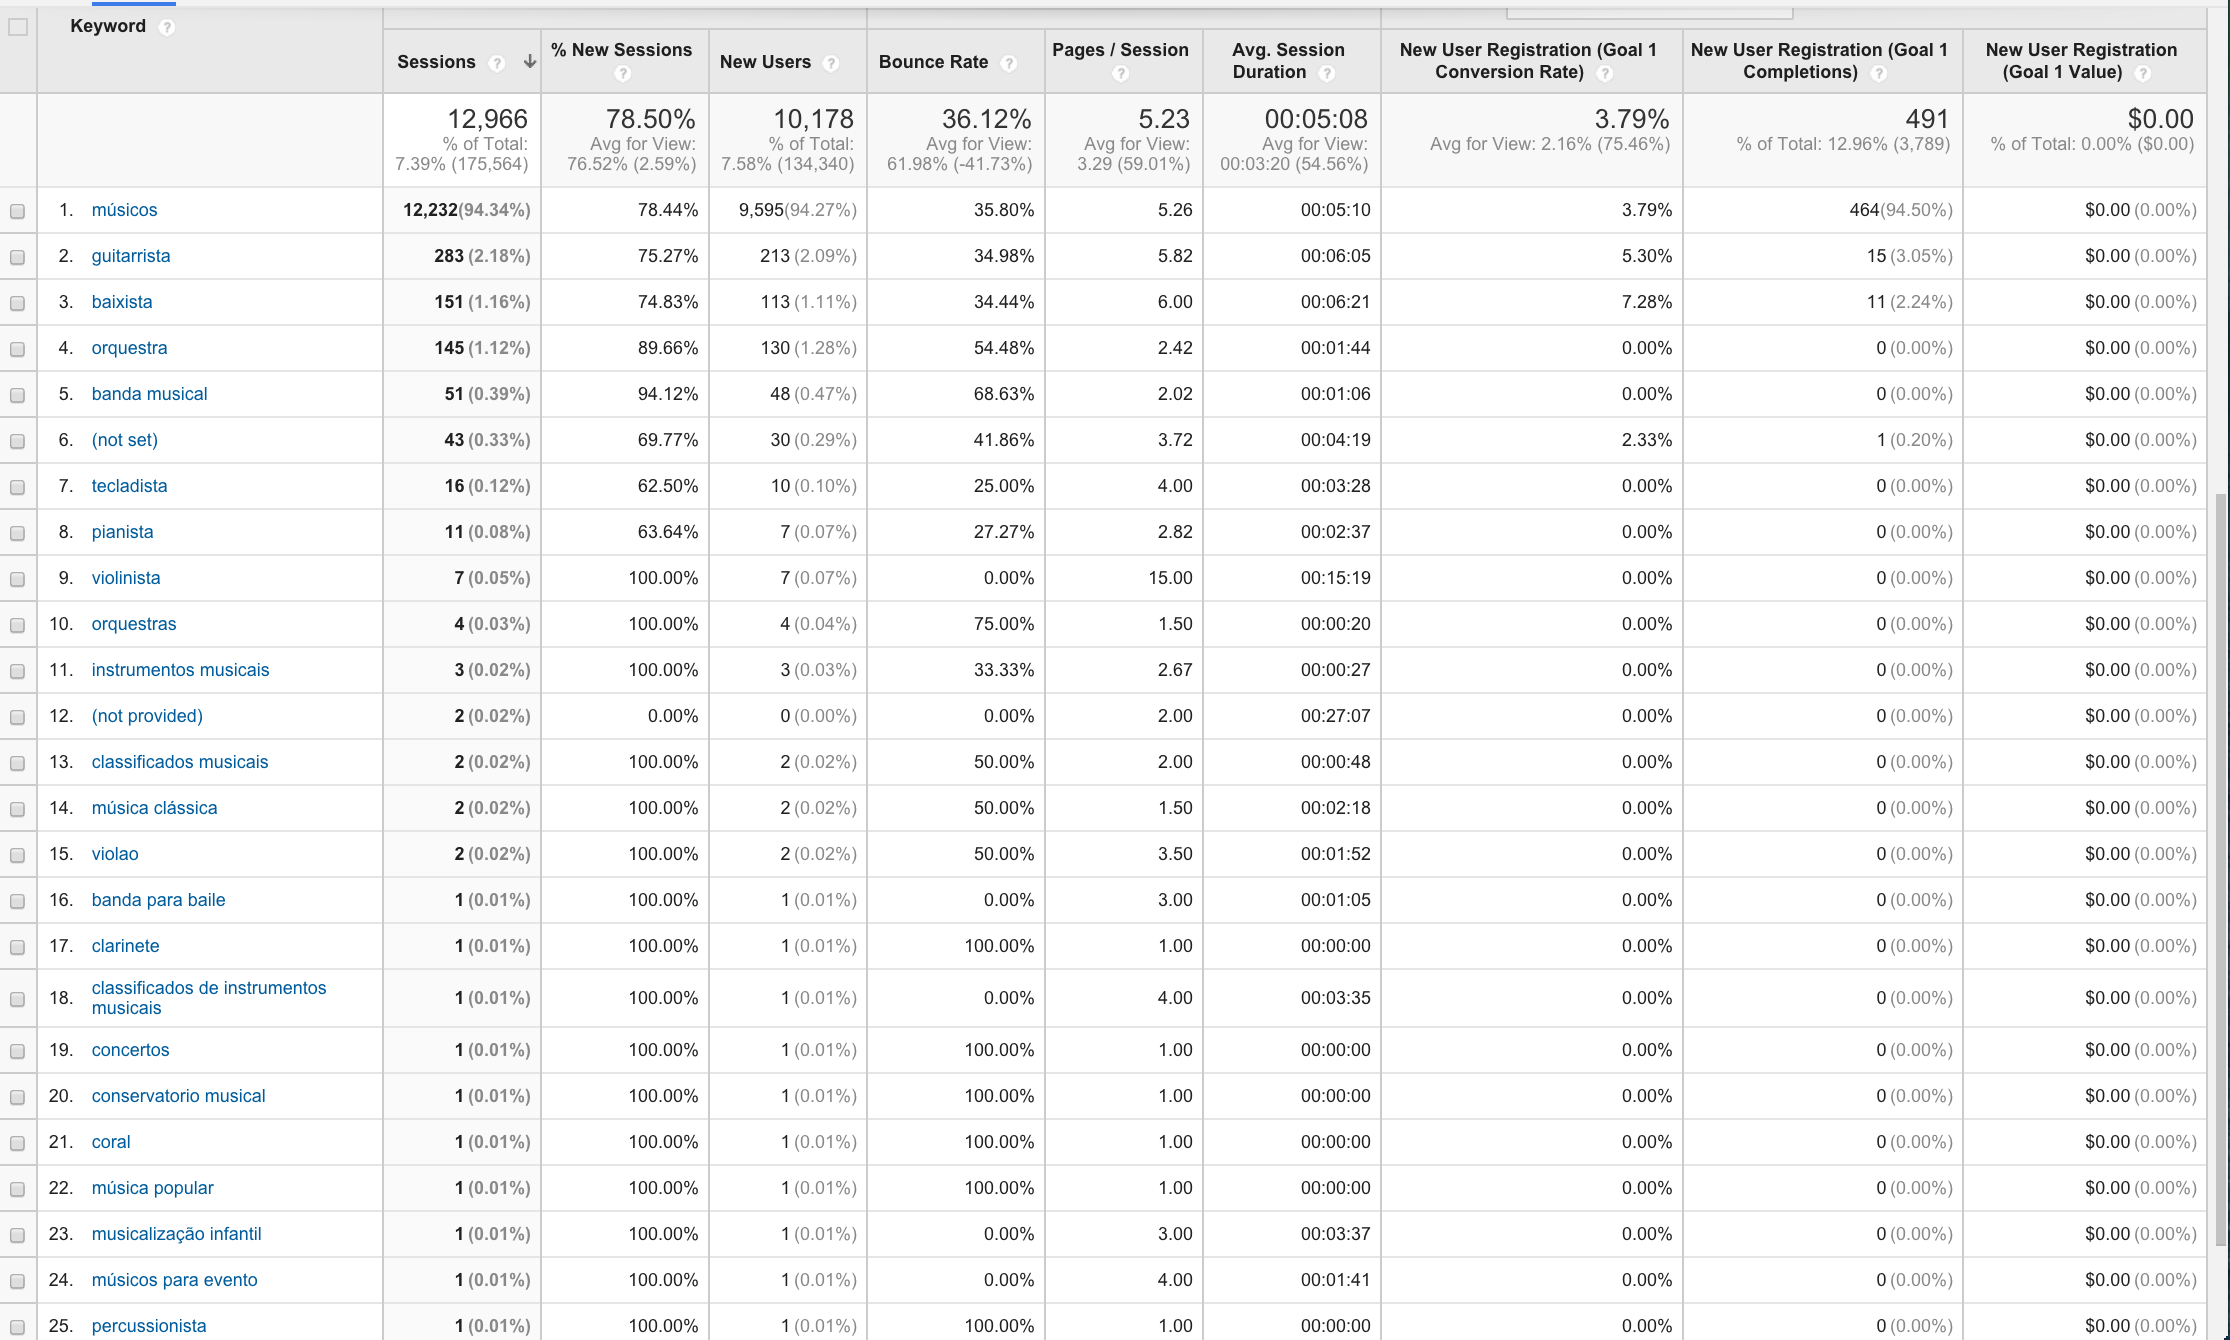 Keyword
Sessions % New Sessions New Users Bounce Rate Pages / Session Avg. Session Duration New User Registration (Goal 1 Conversion Rate) New User Registration (Goal 1 Completions) New User Registration (Goal 1 Value)
12,966 78.50% 10,178 36.12% 5.23 00:05:08 3.79% 491 $0.00
% of Total: Avg for View: % of Total: Avg for View: Avg for View: Avg for View: Avg for View: 2.16% (75.46%) % of Total: 12.96% (3,789) % of Total: 0.00% ($0.00)
7.39% (175,564) 76.52% (2.59%) 7.58% (134,340) 61.98% (-41.73%) 3.29 (59.01%) 00:03:20 (54.56%)
1. músicos 12,232(94.34%) 78.44% 9,595(94.27%) 35.80% 5.26 00:05:10 3.79% 464(94.50%) $0.00 (0.00%)
2. guitarrista 283 (2.18%) 75.27% 213 (2.09%) 34.98% 5.82 00:06:05 5.30% 15 (3.05%) $0.00 (0.00%)
3. baixista 151 (1.16%) 74.83% 113 (1.11%) 34.44% 6.00 00:06:21 7.28% 11 (2.24%) $0.00 (0.00%)
4. orquestra 145 (1.12%) 89.66% 130 (1.28%) 54.48% 2.42 00:01:44 0.00% 0 (0.00%) $0.00 (0.00%)
5. banda musical 51 (0.39%) 94.12% 48 (0.47%) 68.63% 2.02 00:01:06 0.00% 0 (0.00%) $0.00 (0.00%)
6. (not set) 43 (0.33%) 69.77% 30 (0.29%) 41.86% 3.72 00:04:19 2.33% 1 (0.20%) $0.00 (0.00%)
7. tecladista 16 (0.12%) 62.50% 10 (0.10%) 25.00% 4.00 00:03:28 0.00% 0 (0.00%) $0.00 (0.00%)
8. pianista 11 (0.08%) 63.64% 7 (0.07%) 27.27% 2.82 00:02:37 0.00% 0 (0.00%) $0.00 (0.00%)
9. violinista 7 (0.05%) 100.00% 7 (0.07%) 0.00% 15.00 00:15:19 0.00% 0 (0.00%) $0.00 (0.00%)
10. orquestras 4 (0.03%) 100.00% 4 (0.04%) 75.00% 1.50 00:00:20 0.00% 0 (0.00%) $0.00 (0.00%)
11. instrumentos musicais 3 (0.02%) 100.00% 3 (0.03%) 33.33% 2.67 00:00:27 0.00% 0 (0.00%) $0.00 (0.00%)
12. (not provided) 2 (0.02%) 0.00% 0 (0.00%) 0.00% 2.00 00:27:07 0.00% 0 (0.00%) $0.00 (0.00%)
13. classificados musicais 2 (0.02%) 100.00% 2 (0.02%) 50.00% 2.00 00:00:48 0.00% 0 (0.00%) $0.00 (0.00%)
14. música clássica 2 (0.02%) 100.00% 2 (0.02%) 50.00% 1.50 00:02:18 0.00% 0 (0.00%) $0.00 (0.00%)
15. violao 2 (0.02%) 100.00% 2 (0.02%) 50.00% 3.50 00:01:52 0.00% 0 (0.00%) $0.00 (0.00%)
16. banda para baile 1 (0.01%) 100.00% 1 (0.01%) 0.00% 3.00 00:01:05 0.00% 0 (0.00%) $0.00 (0.00%)
17. clarinete 1 (0.01%) 100.00% 1 (0.01%) 100.00% 1.00 00:00:00 0.00% 0 (0.00%) $0.00 (0.00%)
18. classificados de instrumentos musicais 1 (0.01%) 100.00% 1 (0.01%) 0.00% 4.00 00:03:35 0.00% 0 (0.00%) $0.00 (0.00%)
19. concertos 1 (0.01%) 100.00% 1 (0.01%) 100.00% 1.00 00:00:00 0.00% 0 (0.00%) $0.00 (0.00%)
20. conservatorio musical 1 (0.01%) 100.00% 1 (0.01%) 100.00% 1.00 00:00:00 0.00% 0 (0.00%) $0.00 (0.00%)
21. coral 1 (0.01%) 100.00% 1 (0.01%) 100.00% 1.00 00:00:00 0.00% 0 (0.00%) $0.00 (0.00%)
22. música popular 1 (0.01%) 100.00% 1 (0.01%) 100.00% 1.00 00:00:00 0.00% 0 (0.00%) $0.00 (0.00%)
23. musicalização infantil 1 (0.01%) 100.00% 1 (0.01%) 0.00% 3.00 00:03:37 0.00% 0 (0.00%) $0.00 (0.00%)
24. músicos para evento 1 (0.01%) 100.00% 1 (0.01%) 0.00% 4.00 00:01:41 0.00% 0 (0.00%) $0.00 (0.00%)
25. percussionista 1 (0.01%) 100.00% 1 (0.01%) 100.00% 1.00 00:00:00 0.00% 0 (0.00%) $0.00 (0.00%)